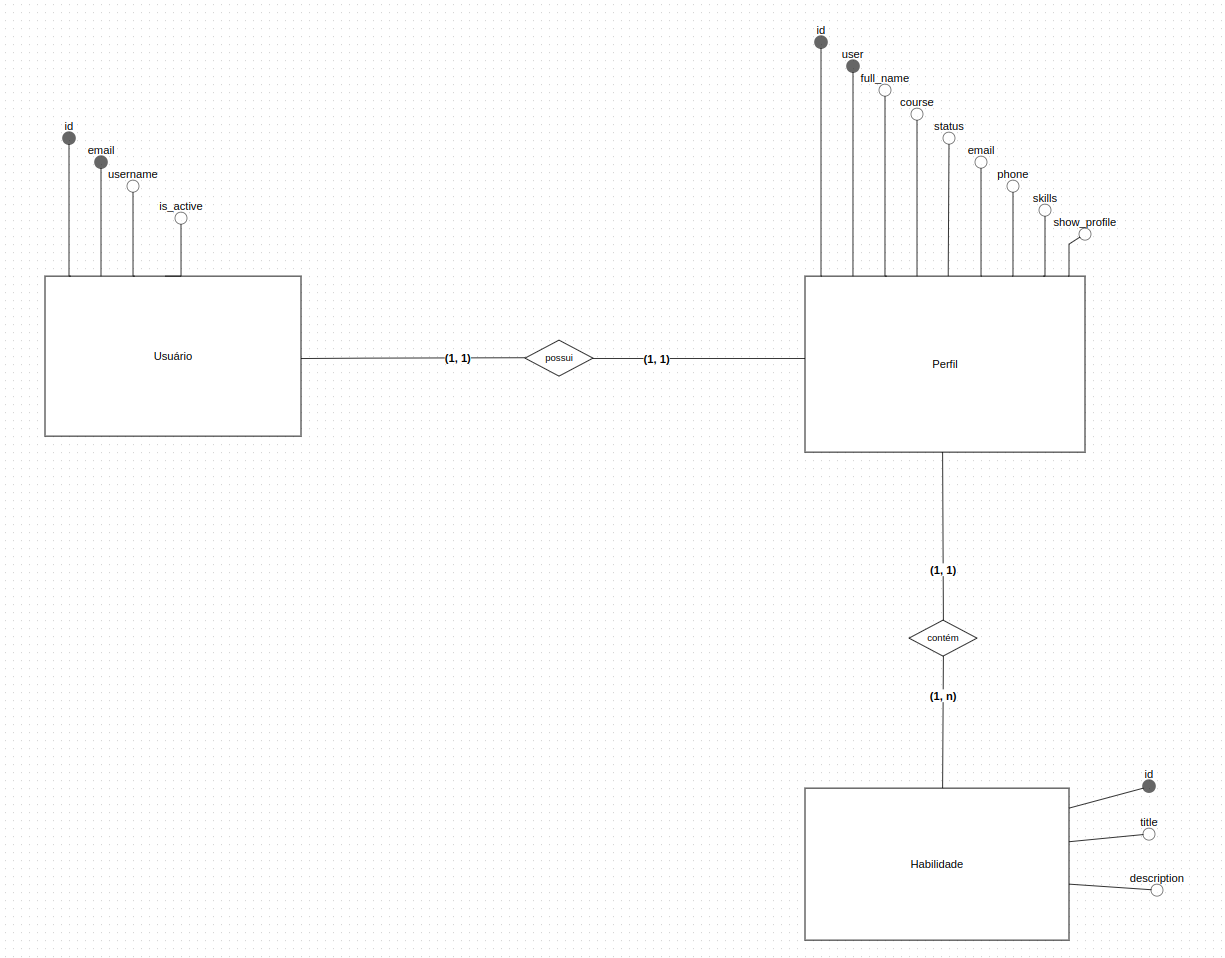 id
email
username
is_active
Usuário
(1, 1)
possui
(1, 1)
id
user
full_name
course
status
email
phone
skills
show_profile
Perfil
(1, 1)
contém
(1, n)
Habilidade
id
title
description